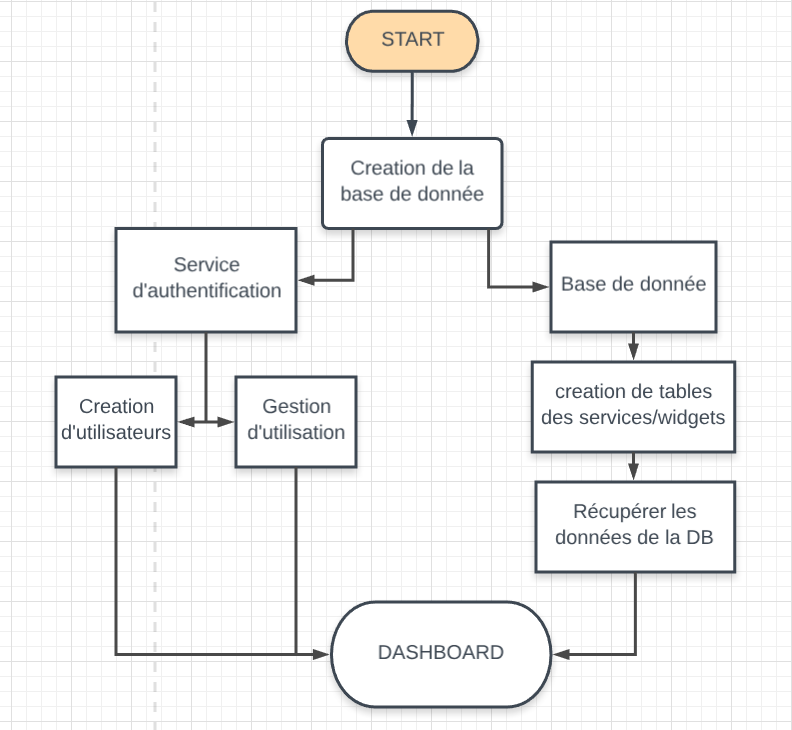 START
Creation de la
base de donnée
Service
d'authentification
Base de donnée
Creation
d'utilisateurs
Gestion
d'utilisation
creation de tables
des services/widgets
Récupérer les
données de la DB
DASHBOARD